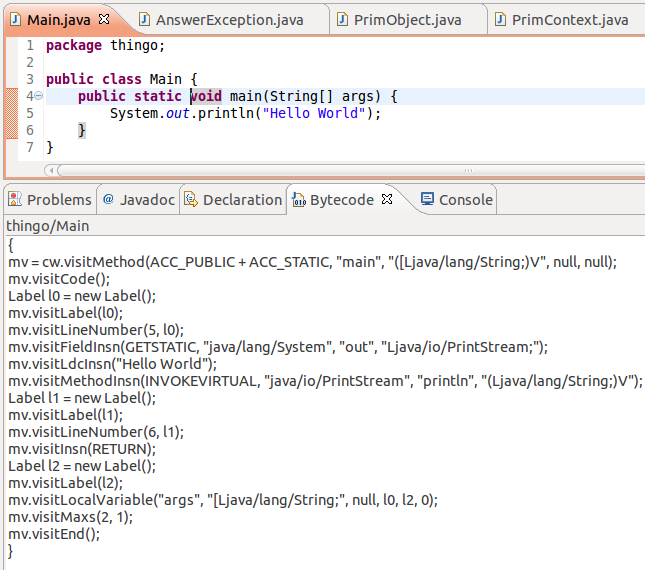 Main.java AnswerException.java PrimObject.java PrimContext.java
1 package thingo;
2
3 public class Main {
4 public static void main(String[] args) {
5 System.out.println("Hello World");
6 }
7 }
Problems @ Javadoc Declaration Bytecode Console
thingo/Main
{
mv = cw.visitMethod(ACC_PUBLIC + ACC_STATIC, "main", "([Ljava/lang/String;)V", null, null);
mv.visitCode();
Label l0 = new Label();
mv.visitLabel(l0);
mv.visitLineNumber(5, l0);
mv.visitFieldInsn(GETSTATIC, "java/lang/System", "out", "Ljava/io/PrintStream;");
mv.visitLdcInsn("Hello World");
mv.visitMethodInsn(INVOKEVIRTUAL, "java/io/PrintStream", "println", "(Ljava/lang/String;)V");
Label l1 = new Label();
mv.visitLabel(l1);
mv.visitLineNumber(6, l1);
mv.visitInsn(RETURN);
Label l2 = new Label();
mv.visitLabel(l2);
mv.visitLocalVariable("args", "[Ljava/lang/String;", null, l0, l2, 0);
mv.visitMaxs(2, 1);
mv.visitEnd();
}